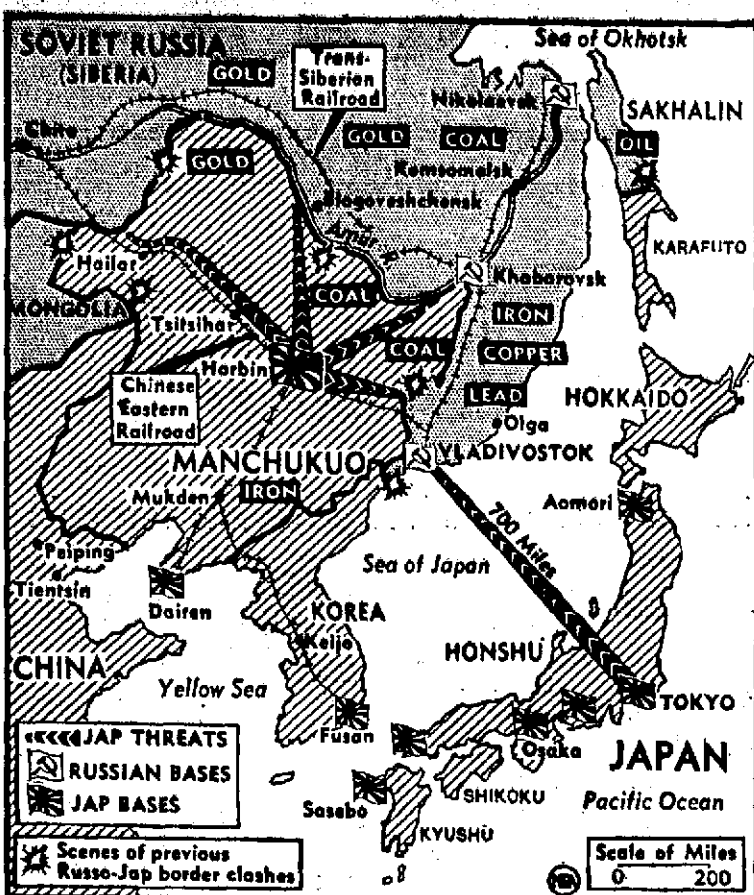 SOVIET RUSSIA
(SIBERIA)
GOLD
Trans-
Siberian
Railroad
Sea of Okhotsk
Nikolaevsk
SAKHALIN
Chita
GOLD
GOLD
COAL
OIL
Komsomolsk
Blagoveshchensk
Amur
KARAFUTO
Hailar
Khabarovsk
MONGOLIA
COAL
IRON
Tsitsihar
COAL
COPPER
Harbin
LEAD
HOKKAIDO
Chinese
Eastern
Railroad
Olga
VLADIVOSTOK
MANCHUKUO
IRON
Mukden
Aomori
700 Miles
Peiping
Sea of Japan
Tientsin
Dairen
KOREA
Keijo
HONSHU
CHINA
Yellow Sea
TOKYO
Fusan
Osaka
JAPAN
JAP THREATS
RUSSIAN BASES
JAP BASES
Sasebo
SHIKOKU
Pacific Ocean
KYUSHU
Scenes of previous
Russo-Jap border clashes
Scale of Miles
0 200